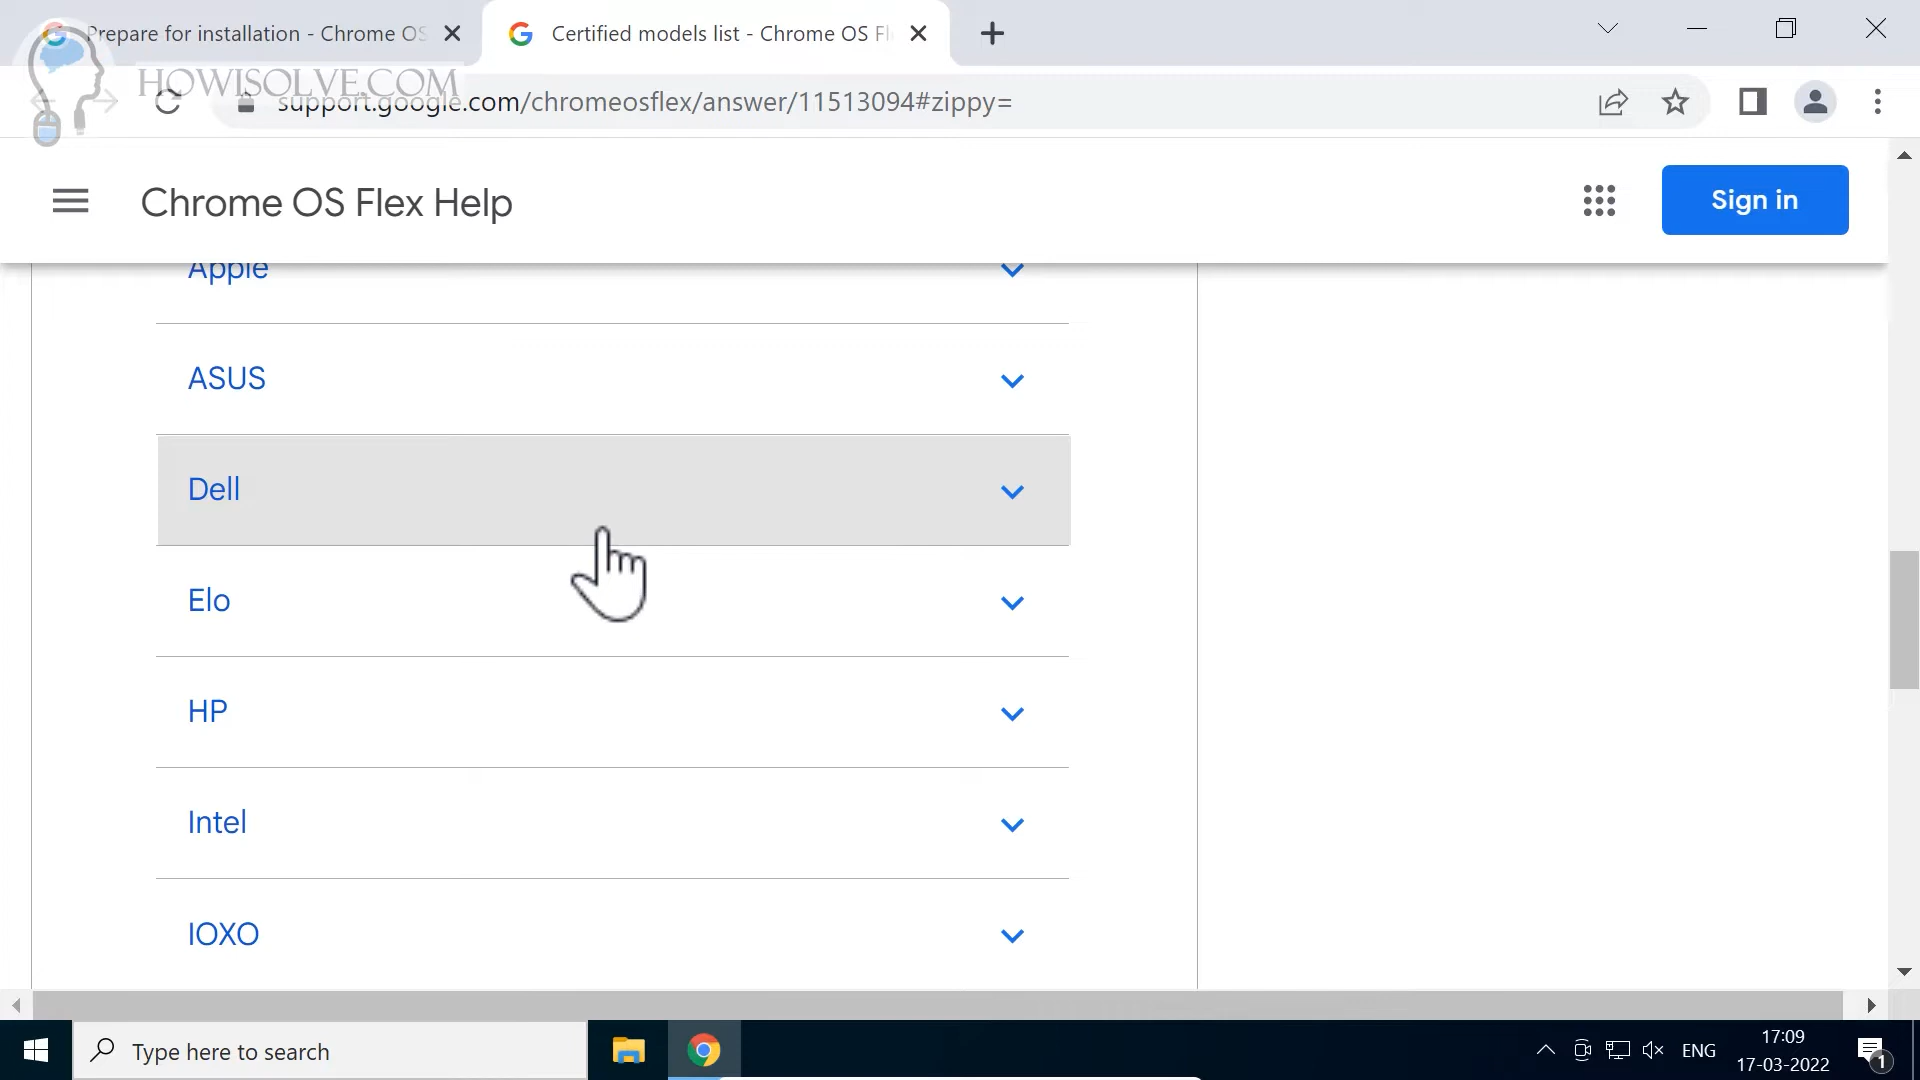 Prepare for installation - Chrome OS
Certified models list - Chrome OS Fl
HOWISOLVE.COM
support.google.com/chromeosflex/answer/11513094#zippy=
Chrome OS Flex Help
Sign in
Apple
ASUS
Dell
Elo
HP
Intel
IOXO
Type here to search
ENG
17:09
17-03-2022
1